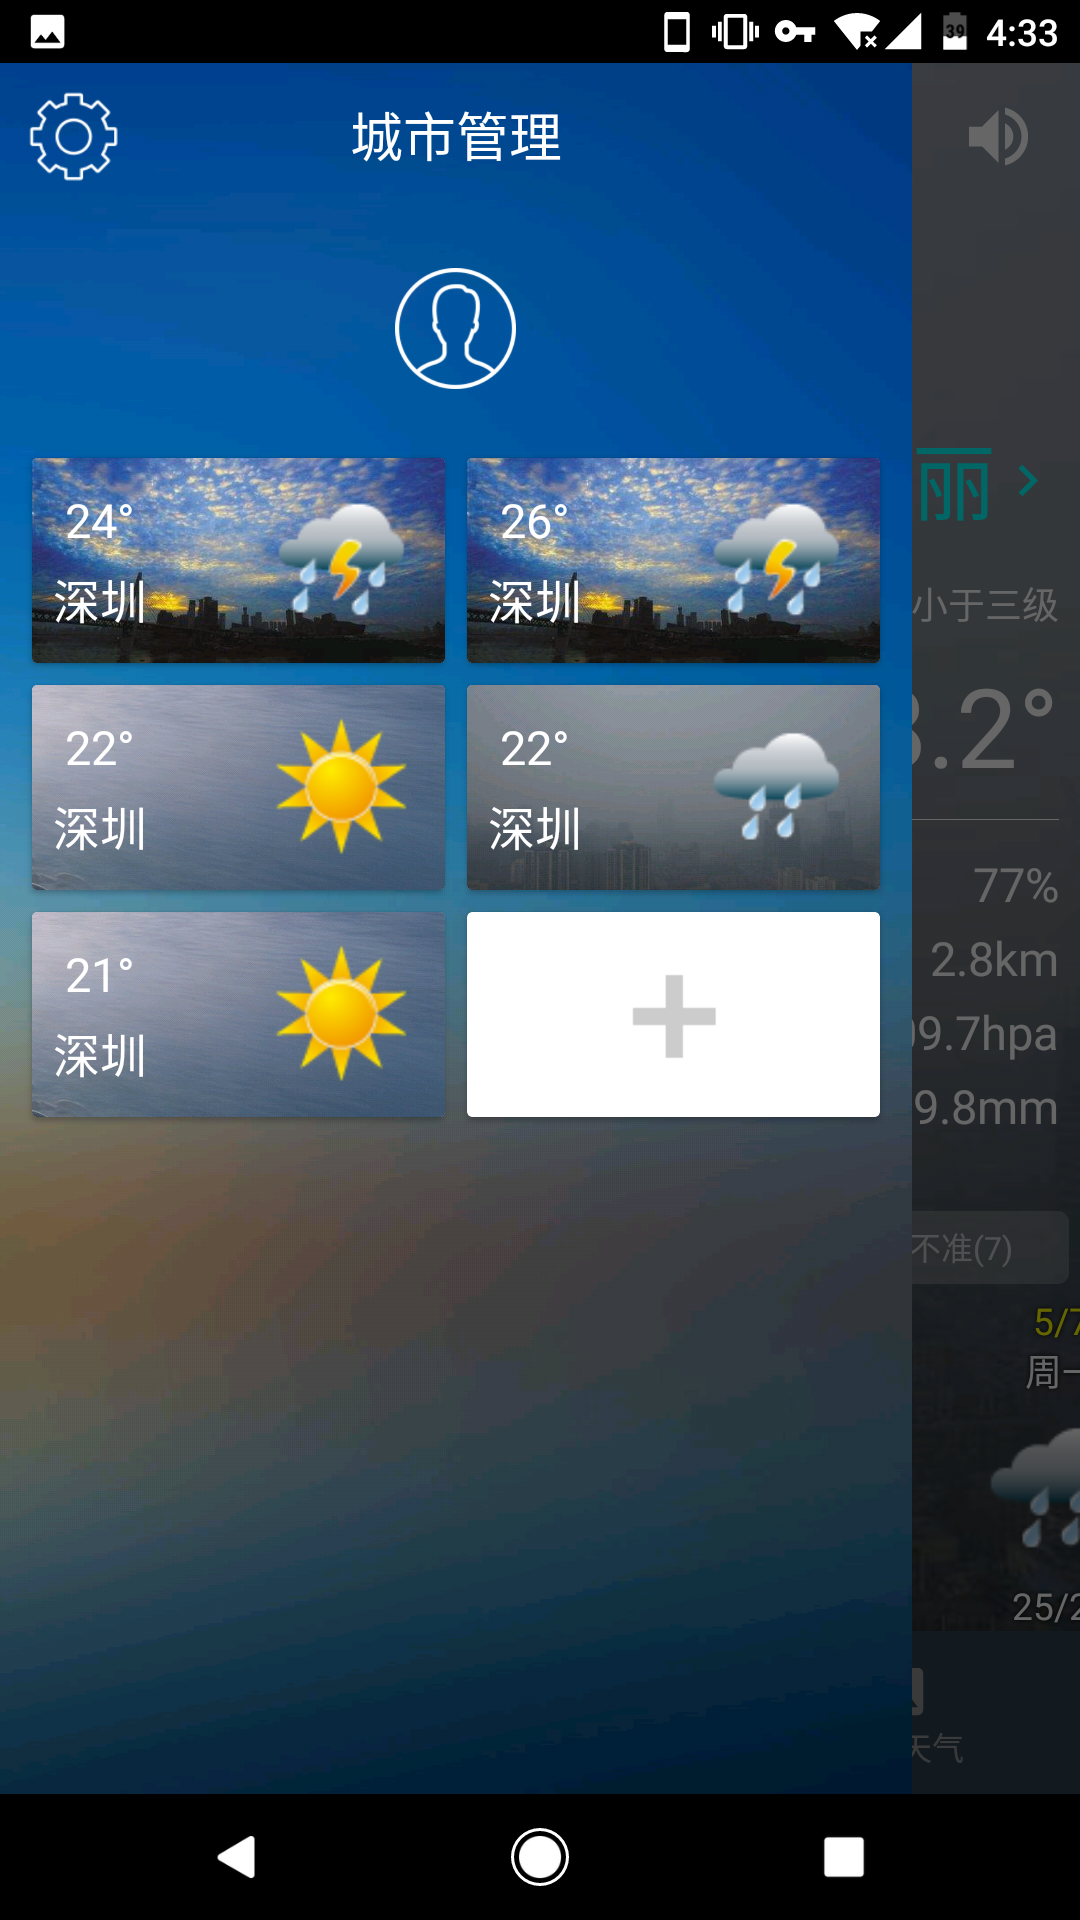 39 4:33
城市管理
丽
24°
深圳
26°
深圳
小于三级
.2°
22°
深圳
22°
深圳
77%
2.8km
9.7hpa
9.8mm
21°
深圳
不准(7)
5/7
周一
25/2
天气